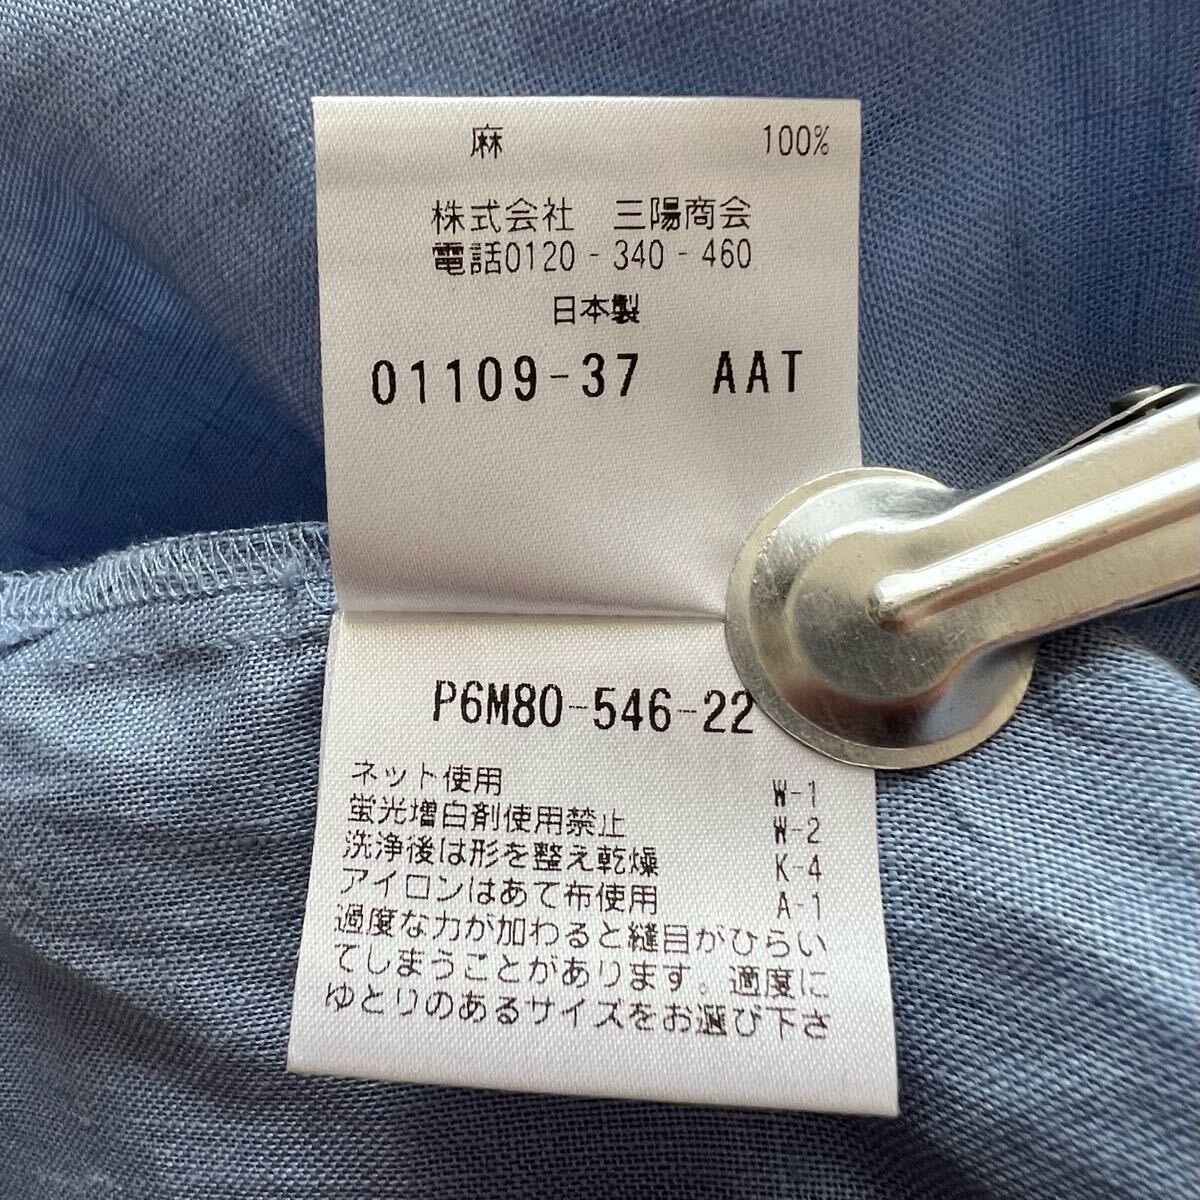 麻 100%
株式会社 三陽商会
電話0120-340-460
日本製
01109-37 AAT
P6M80-546-22
ネット使用 W-1
蛍光増白剤使用禁止 W-2
洗浄後は形を整え乾燥 K-4
アイロンはあて布使用 A-1
過度な力が加わると縫目がひらい
てしまうことがあります。適度に
ゆとりのあるサイズをお選び下さ